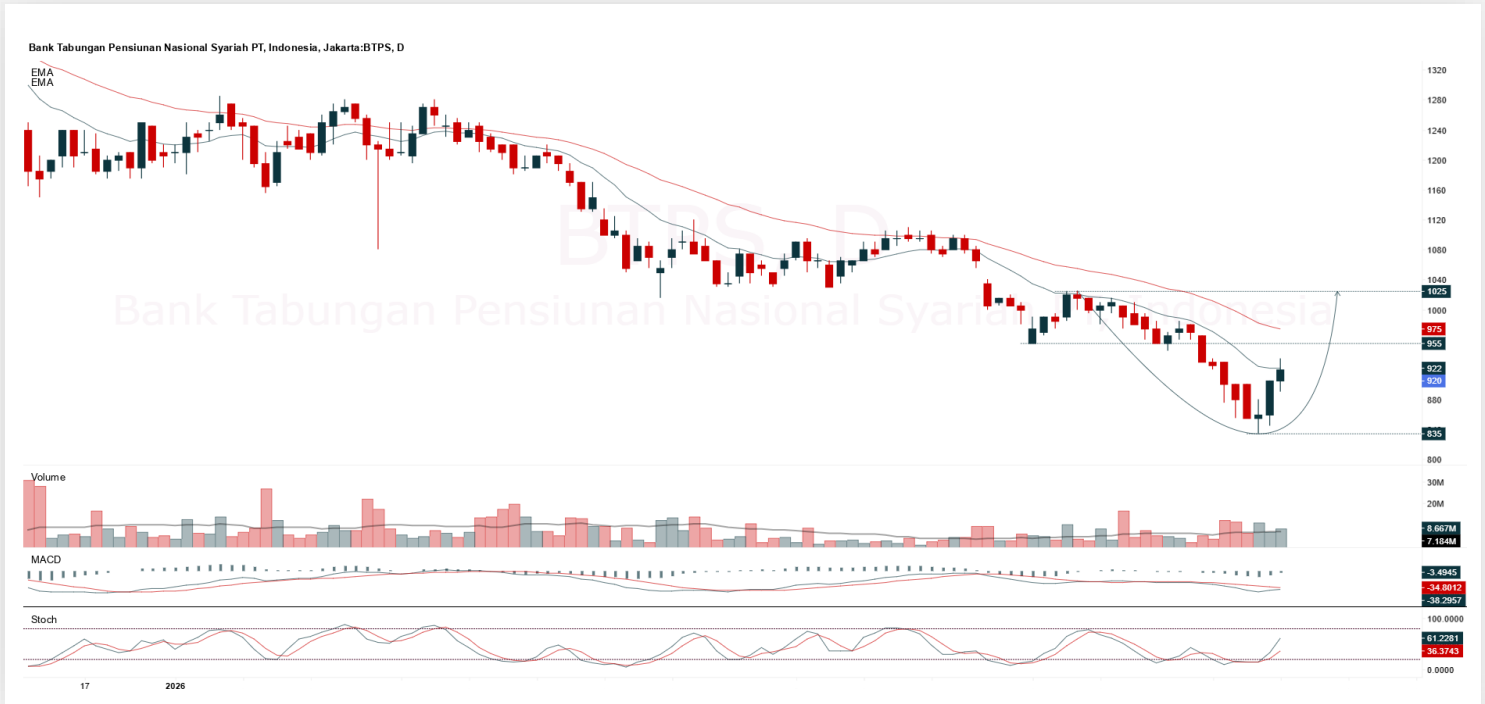 Bank Tabungan Pensiunan Nasional Syariah PT, Indonesia, Jakarta:BTPS, D
EMA
EMA
BTPS, D
Bank Tabungan Pensiunan Nasional Syariah PT, Indonesia
1320
1280
1240
1200
1160
1120
1080
1040
1025
1000
975
955
922
920
880
835
800
Volume
30M
20M
8.667M
7.184M
MACD
-3.4945
-34.8012
-38.2957
Stoch
100.0000
61.2281
36.3743
0.0000
17
2026